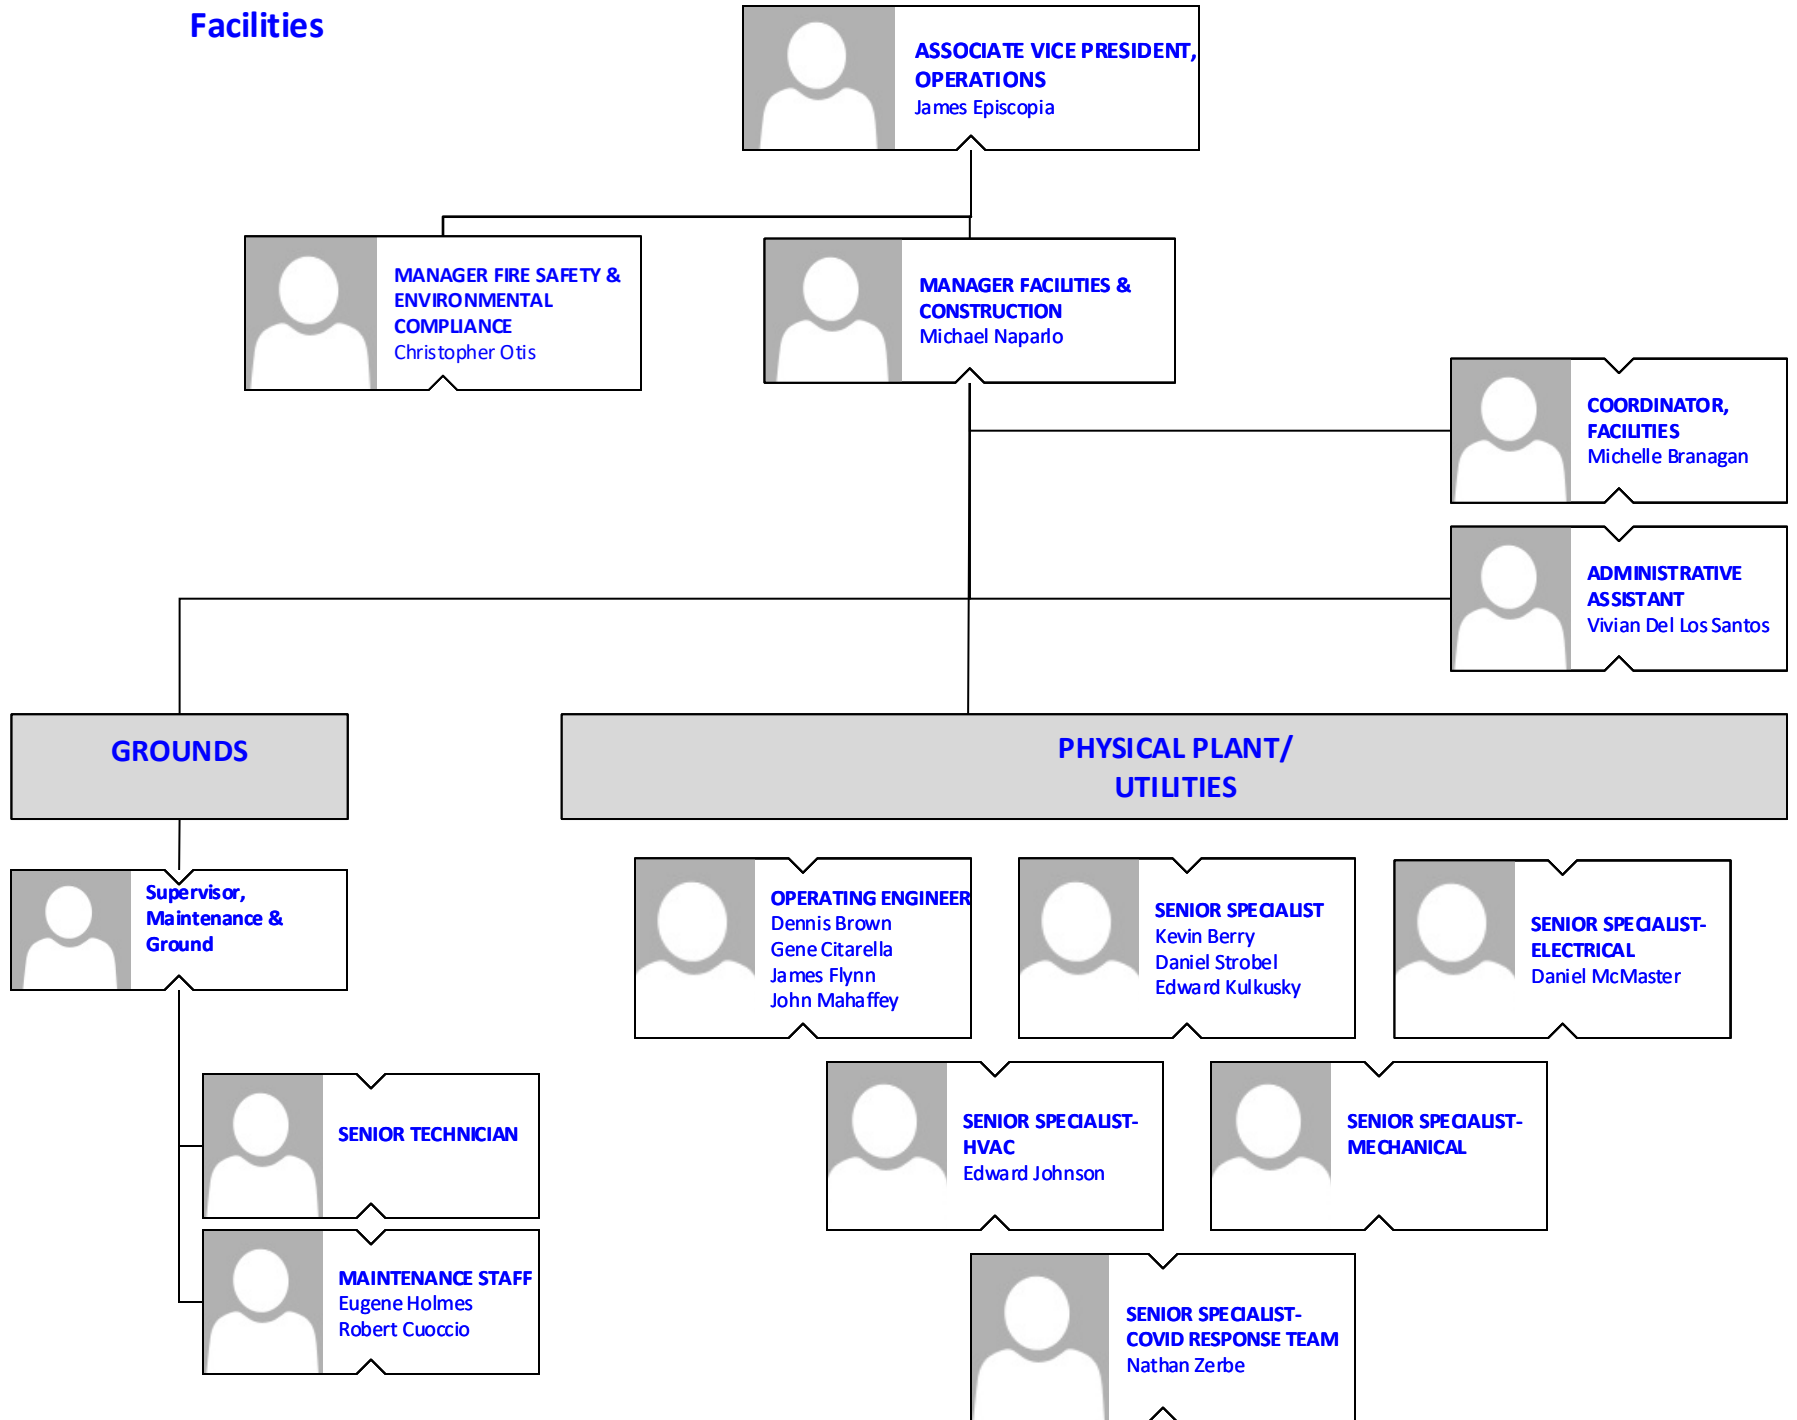 Facilities
ASSOCIATE VICE PRESIDENT,
OPERATIONS
James Episcopia
MANAGER FIRE SAFETY &
ENVIRONMENTAL
COMPLIANCE
Christopher Otis
MANAGER FACILITIES &
CONSTRUCTION
Michael Naparlo
COORDINATOR,
FACILITIES
Michelle Branagan
ADMINISTRATIVE
ASSISTANT
Vivian Del Los Santos
GROUNDS
PHYSICAL PLANT/
UTILITIES
Supervisor,
Maintenance &
Ground
SENIOR TECHNICIAN
MAINTENANCE STAFF
Eugene Holmes
Robert Cuoccio
OPERATING ENGINEER
Dennis Brown
Gene Citarella
James Flynn
John Mahaffey
SENIOR SPECIALIST
Kevin Berry
Daniel Strobel
Edward Kulkusky
SENIOR SPECIALIST-
ELECTRICAL
Daniel McMaster
SENIOR SPECIALIST-
HVAC
Edward Johnson
SENIOR SPECIALIST-
MECHANICAL
SENIOR SPECIALIST-
COVID RESPONSE TEAM
Nathan Zerbe